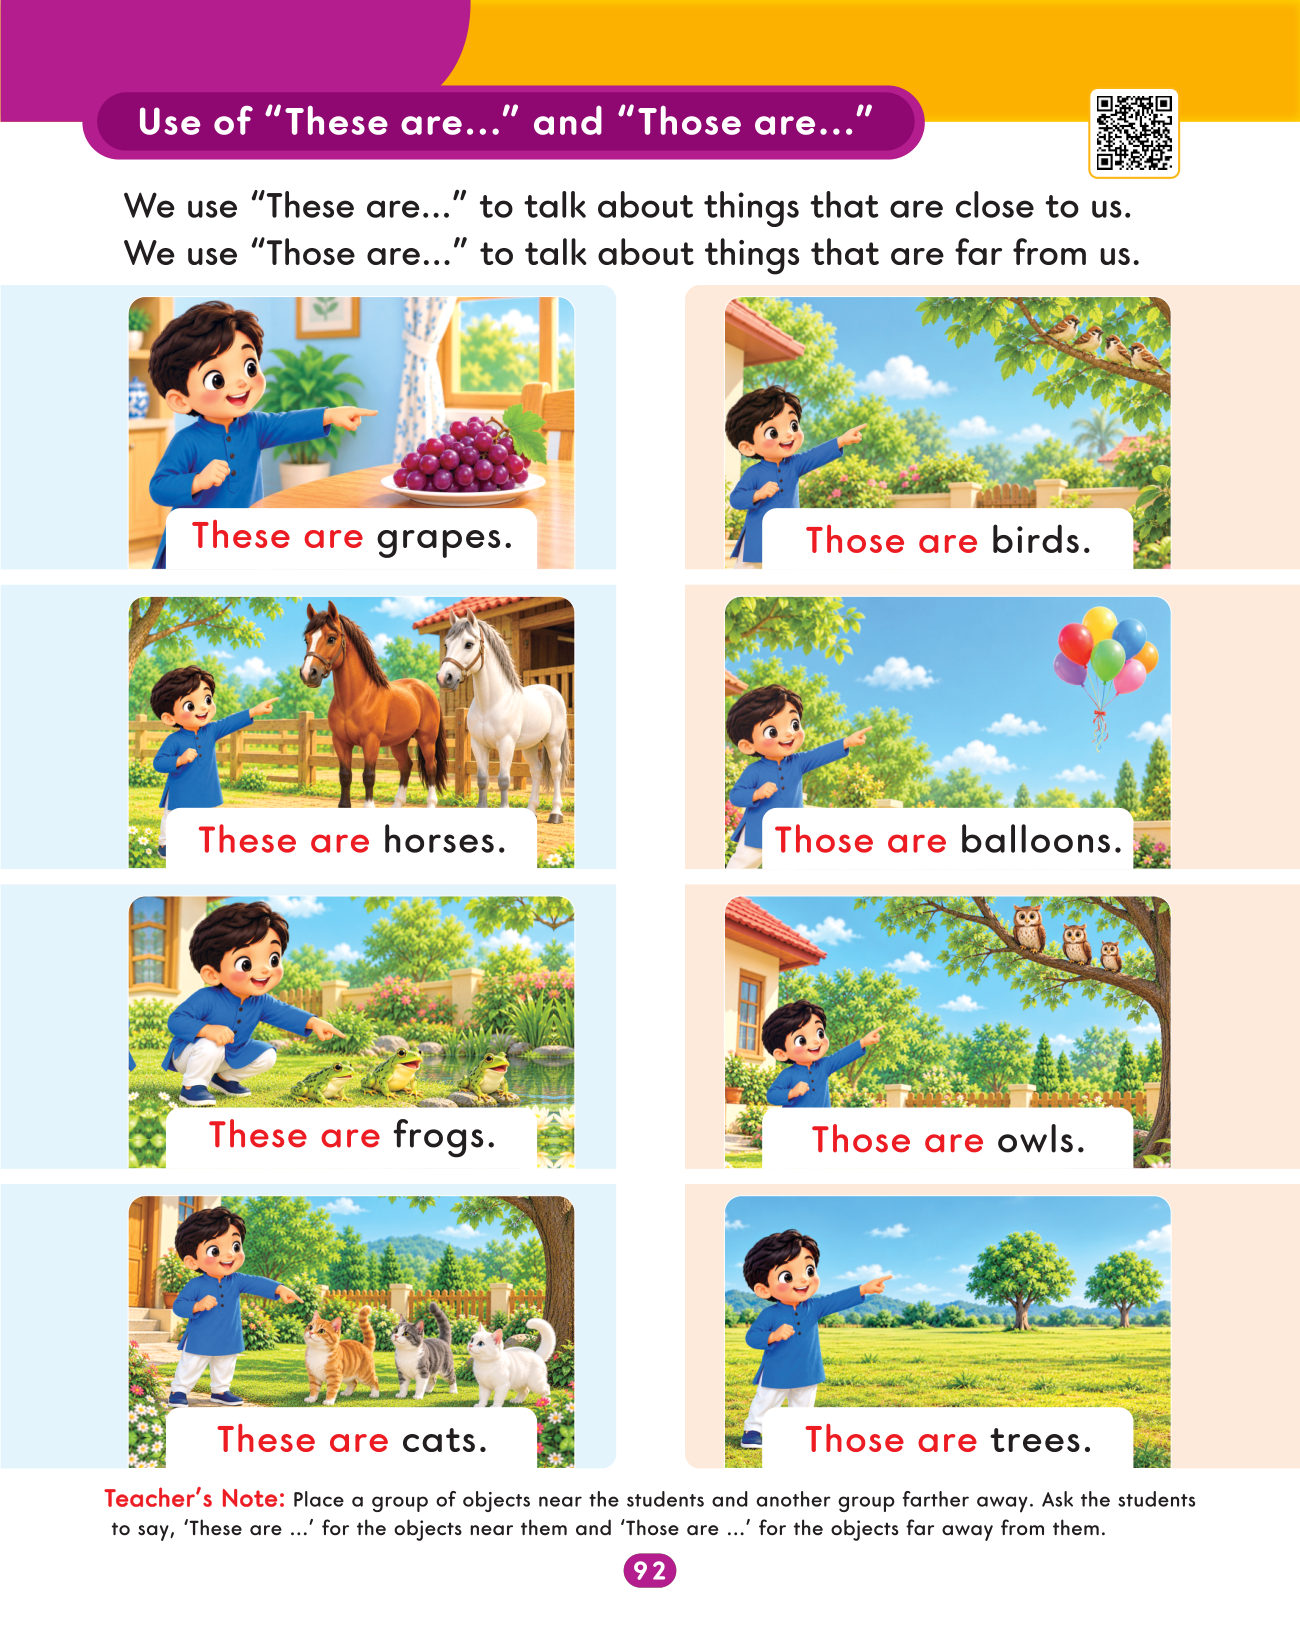 Use of “These are...” and “Those are...”
We use “These are...” to talk about things that are close to us.
We use “Those are...” to talk about things that are far from us.
These are grapes.
Those are birds.
These are horses.
Those are balloons.
These are frogs.
Those are owls.
These are cats.
Those are trees.
Teacher’s Note: Place a group of objects near the students and another group farther away. Ask the students
to say, ‘These are ...’ for the objects near them and ‘Those are ...’ for the objects far away from them.
92